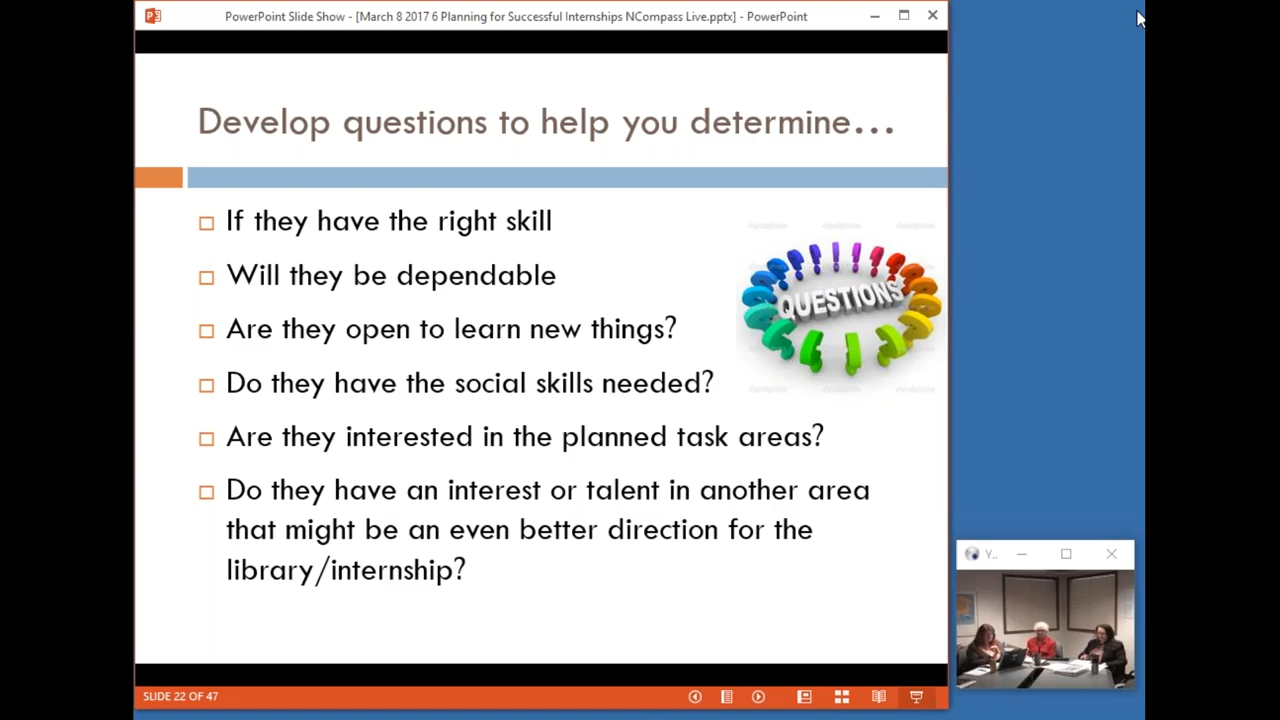 PowerPoint Slide Show - [March 8 2017 6 Planning for Successful Internships NCompass Live.pptx] - PowerPoint
Develop questions to help you determine...
If they have the right skill
Will they be dependable
Are they open to learn new things?
QUESTIONS
Do they have the social skills needed?
Are they interested in the planned task areas?
Do they have an interest or talent in another area
that might be an even better direction for the
library/internship?
Y..
SLIDE 22 OF 47